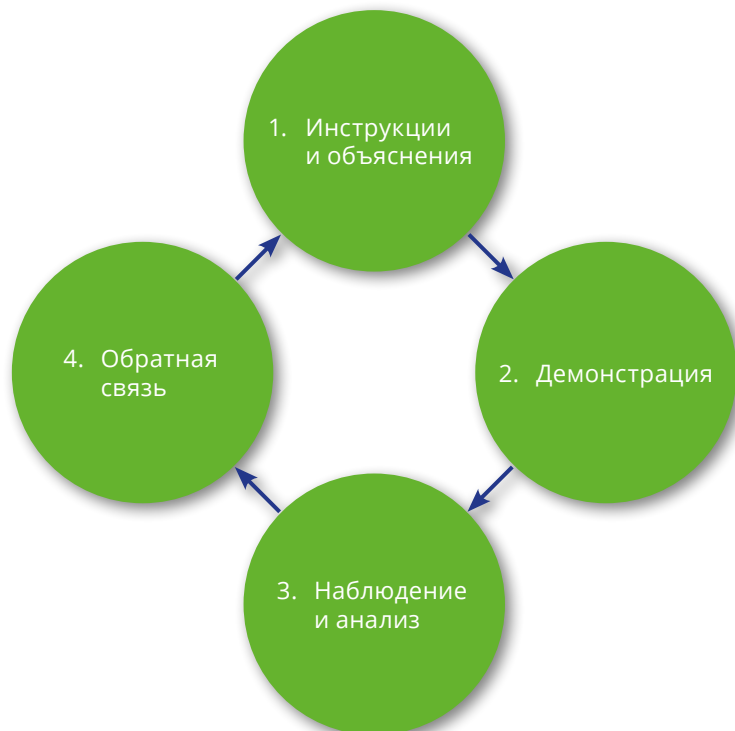 1. Инструкции
и объяснения
2. Демонстрация
3. Наблюдение
и анализ
4. Обратная
связь